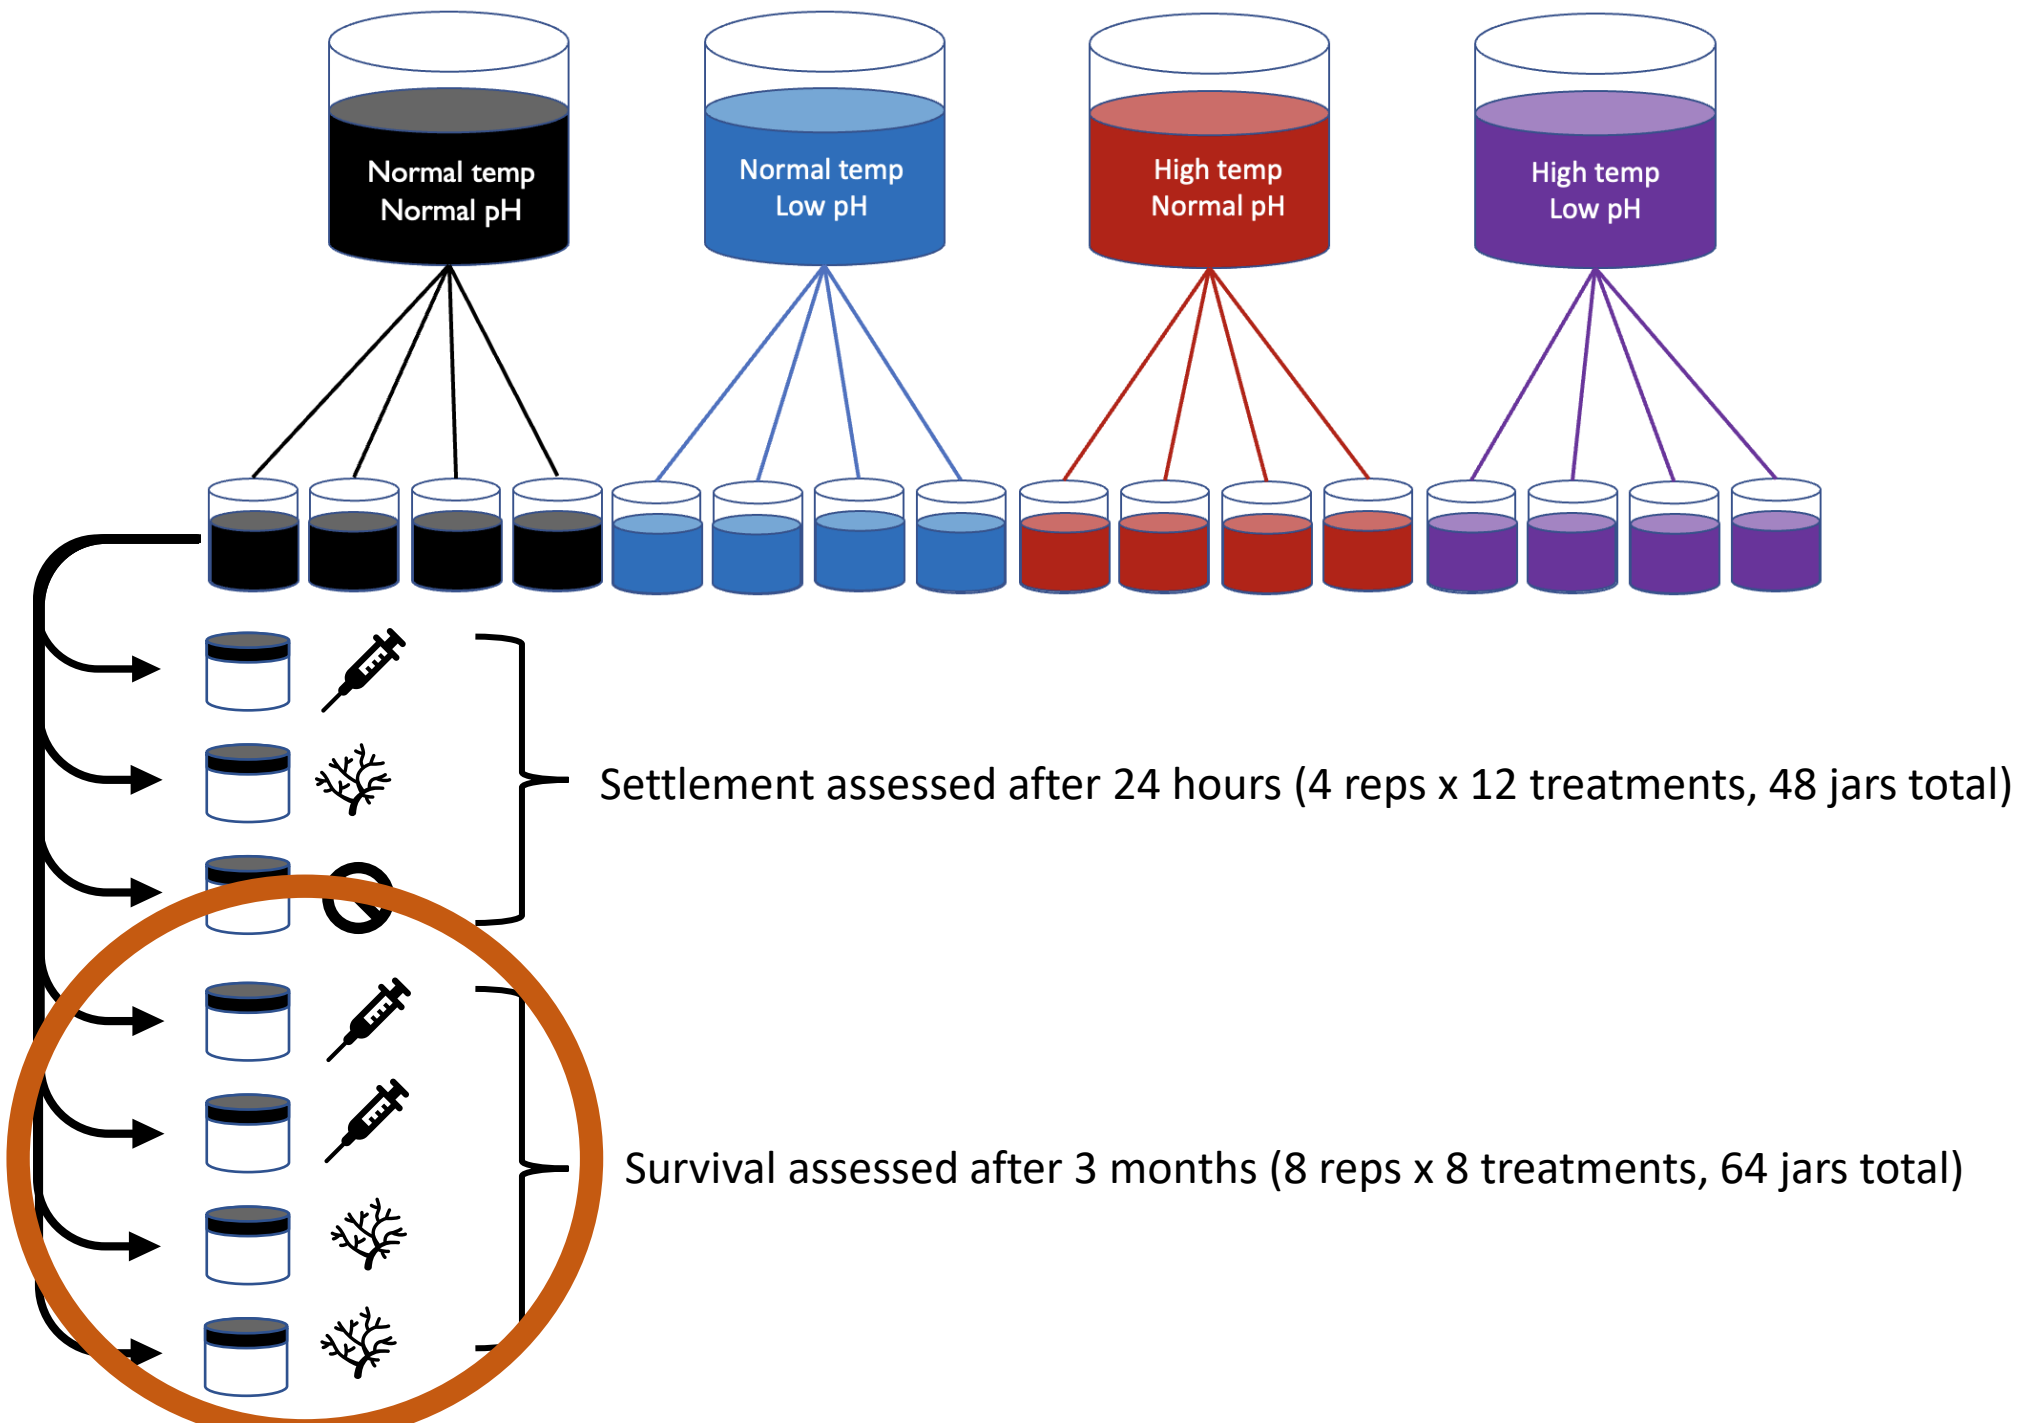 Normal temp
Normal pH
Normal temp
Low pH
High temp
Normal pH
High temp
Low pH
Settlement assessed after 24 hours (4 reps x 12 treatments, 48 jars total)
Survival assessed after 3 months (8 reps x 8 treatments, 64 jars total)